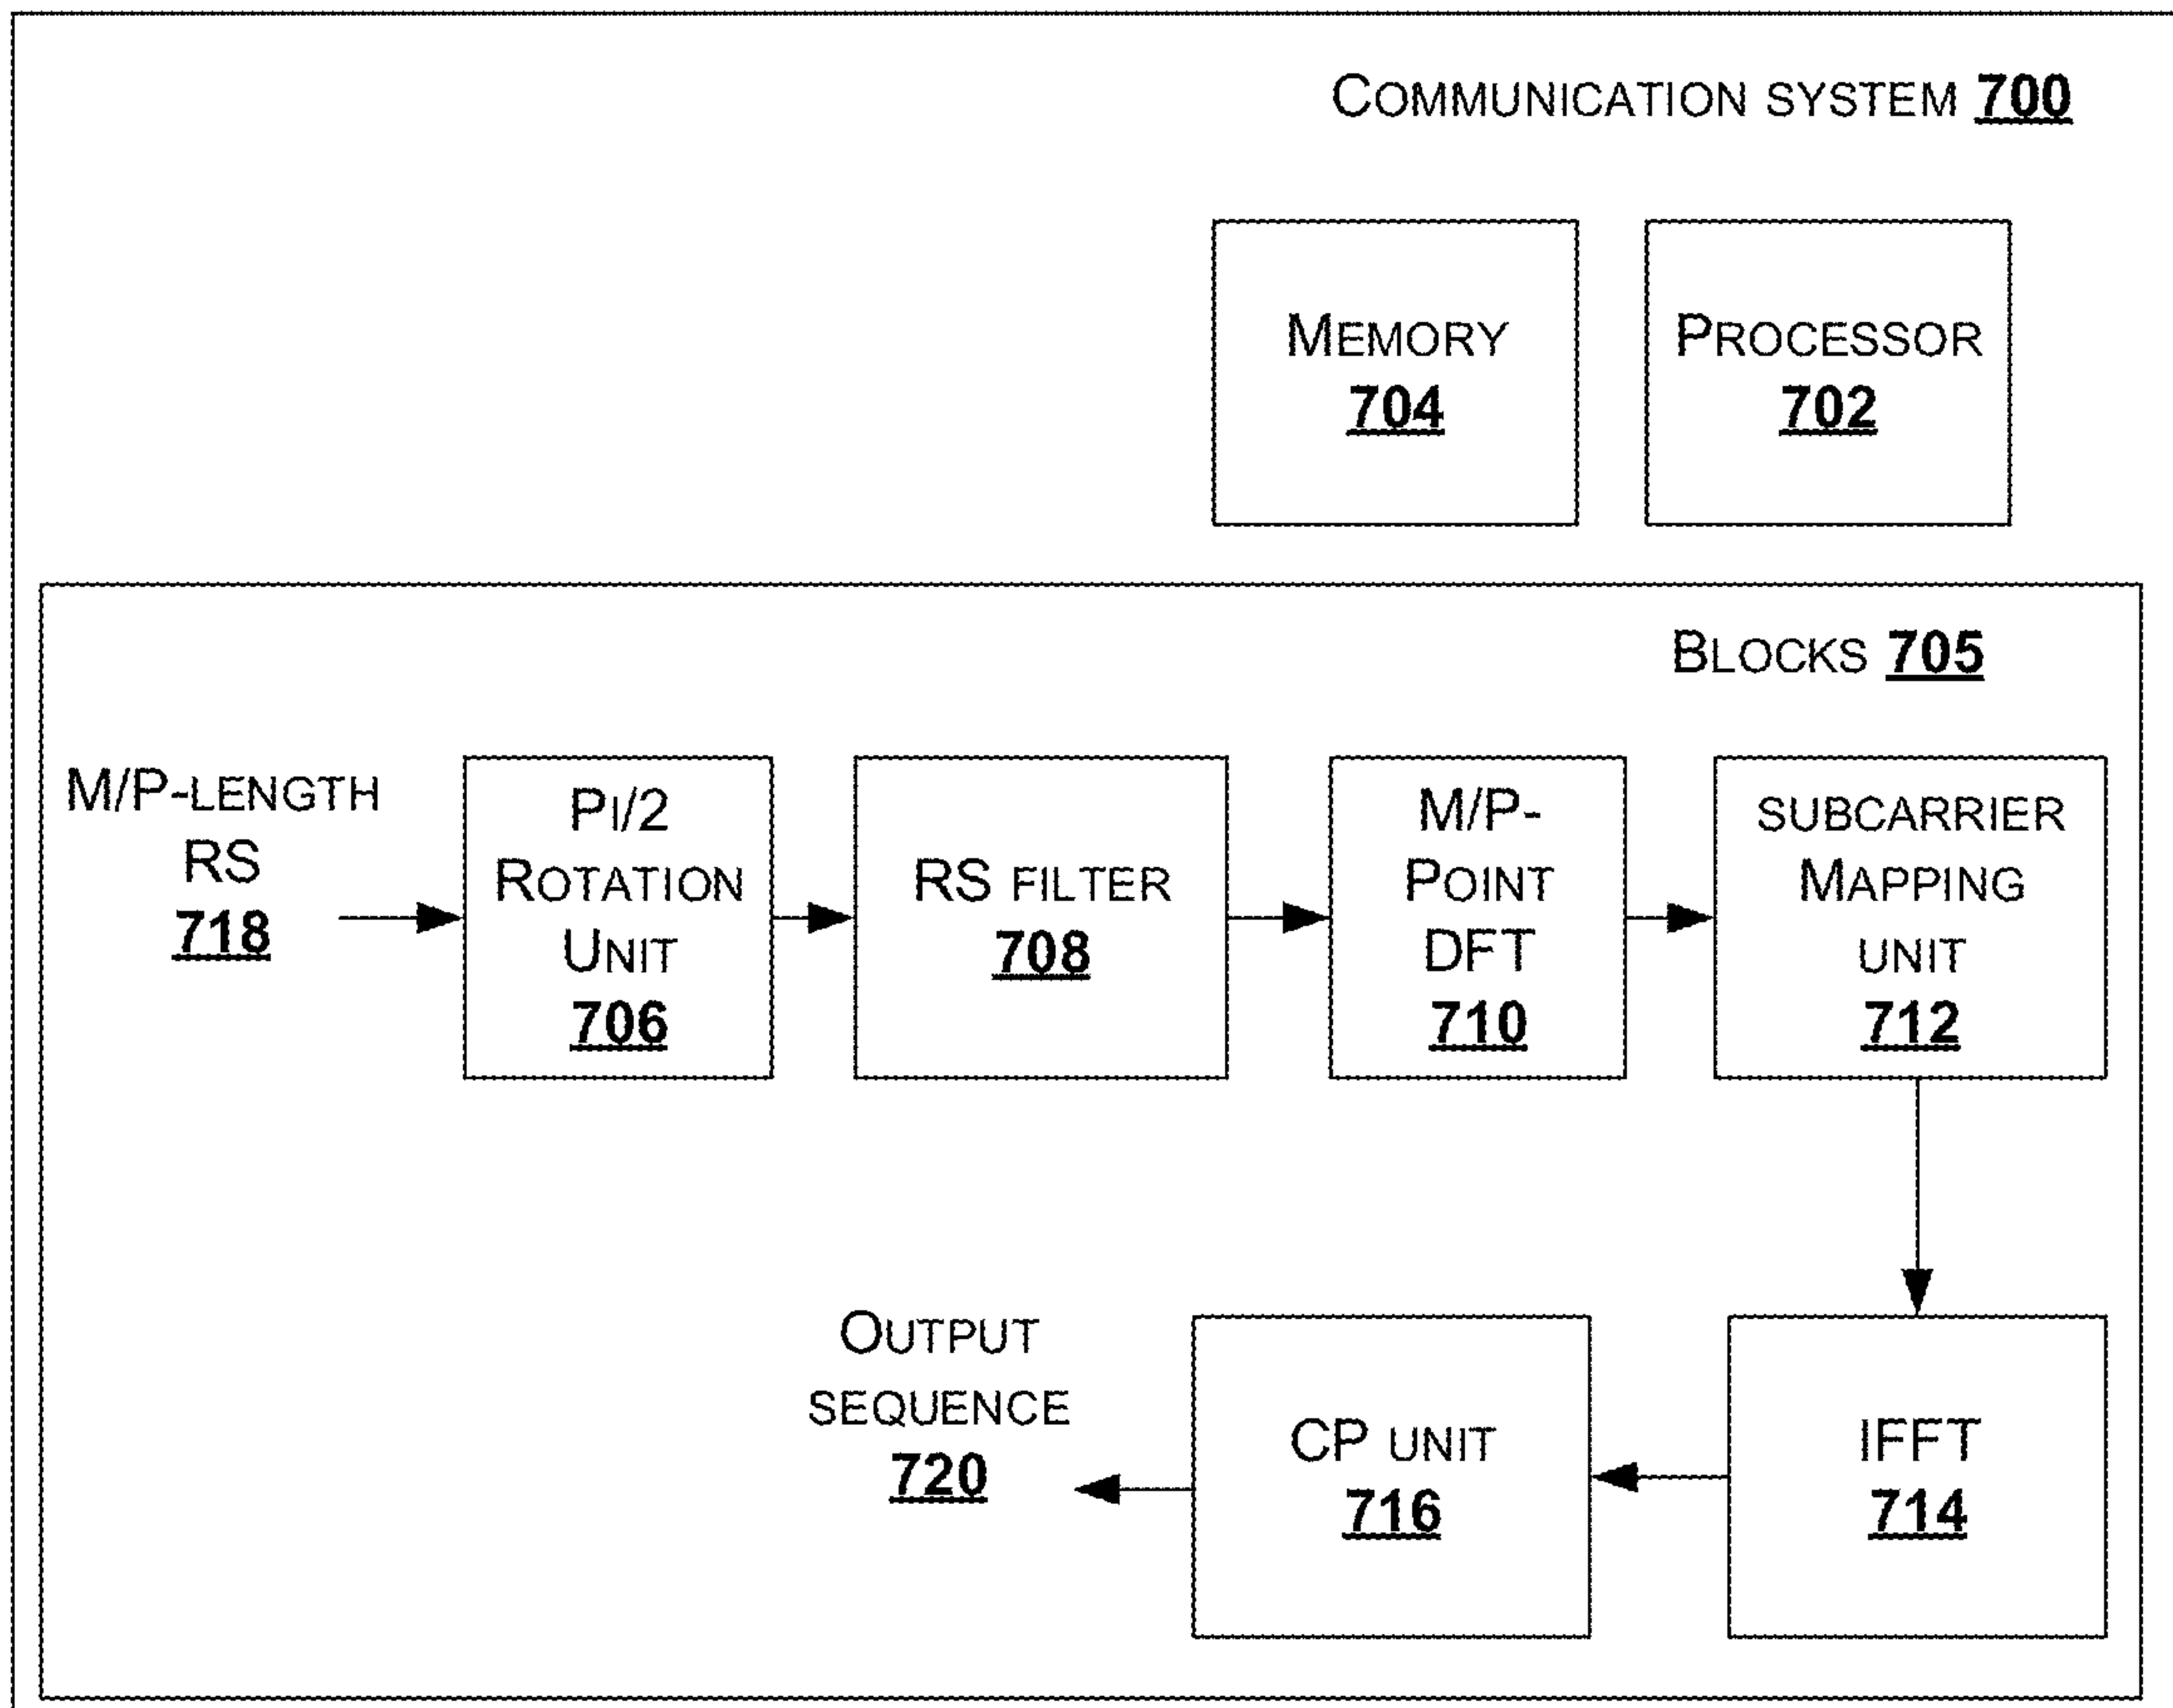 COMMUNICATION SYSTEM 700
MEMORY
704
PROCESSOR
702
BLOCKS 705
M/P-LENGTH
RS
718
PI/2
ROTATION
UNIT
706
RS FILTER
708
M/P-
POINT
DFT
710
SUBCARRIER
MAPPING
UNIT
712
OUTPUT
SEQUENCE
720
CP UNIT
716
IFFT
714